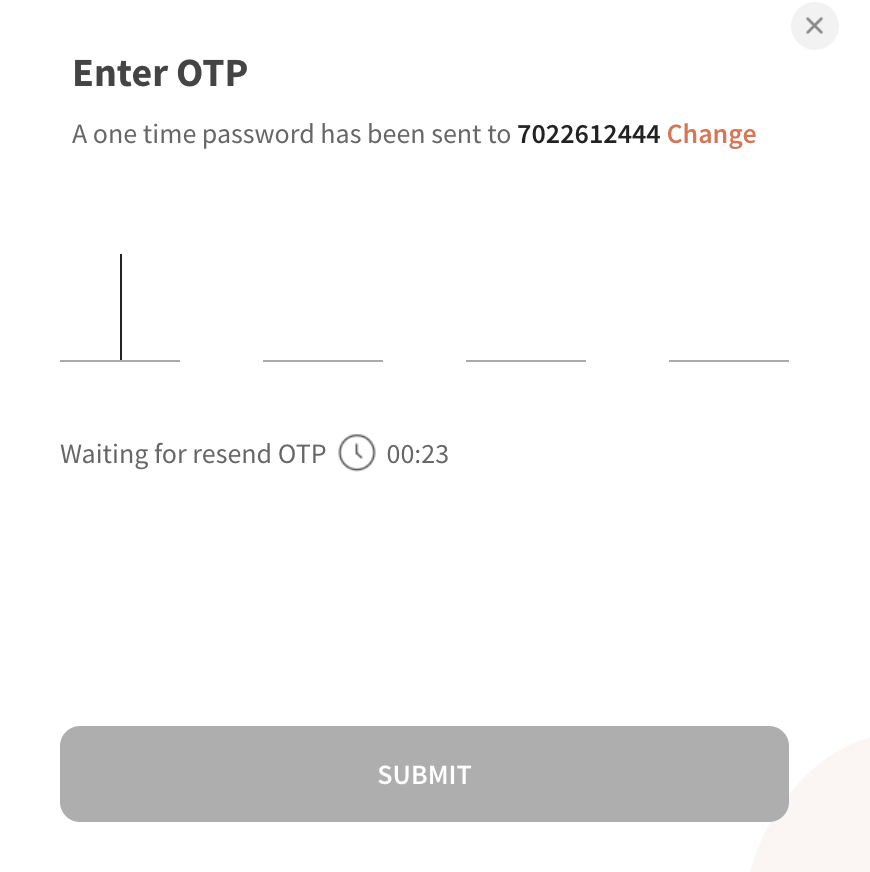 Enter OTP
A one time password has been sent to 7022612444 Change
Waiting for resend OTP 00:23
SUBMIT